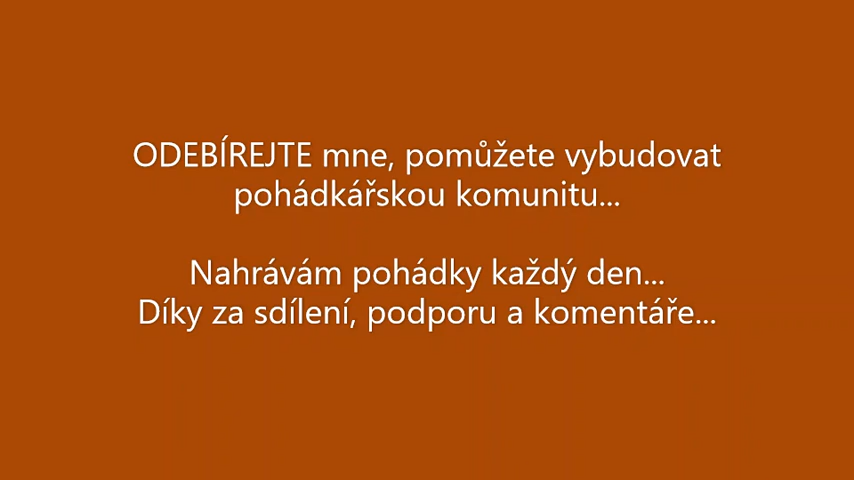 ODEBÍREJTE mne, pomůžete vybudovat
pohádkářskou komunitu...
Nahrávám pohádky každý den...
Díky za sdílení, podporu a komentáře...